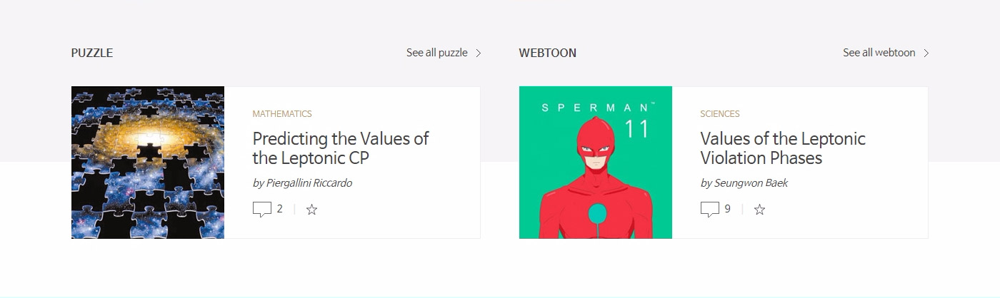 PUZZLE
See all puzzle
MATHEMATICS
Predicting the Values of
the Leptonic CP
by Piergallini Riccardo
2
WEBTOON
See all webtoon
SPERMAN™
11
SCIENCES
Values of the Leptonic
Violation Phases
by Seungwon Baek
9